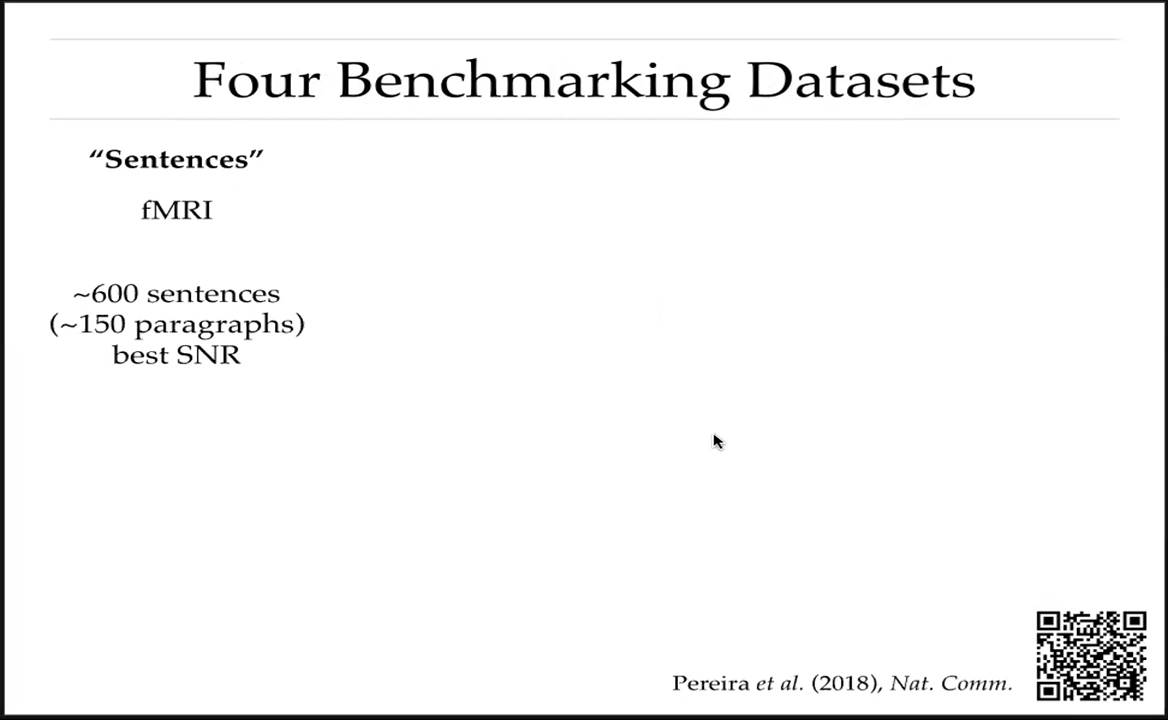 Four Benchmarking Datasets
“Sentences”
fMRI
~600 sentences
(~150 paragraphs)
best SNR
Pereira et al. (2018), Nat. Comm.